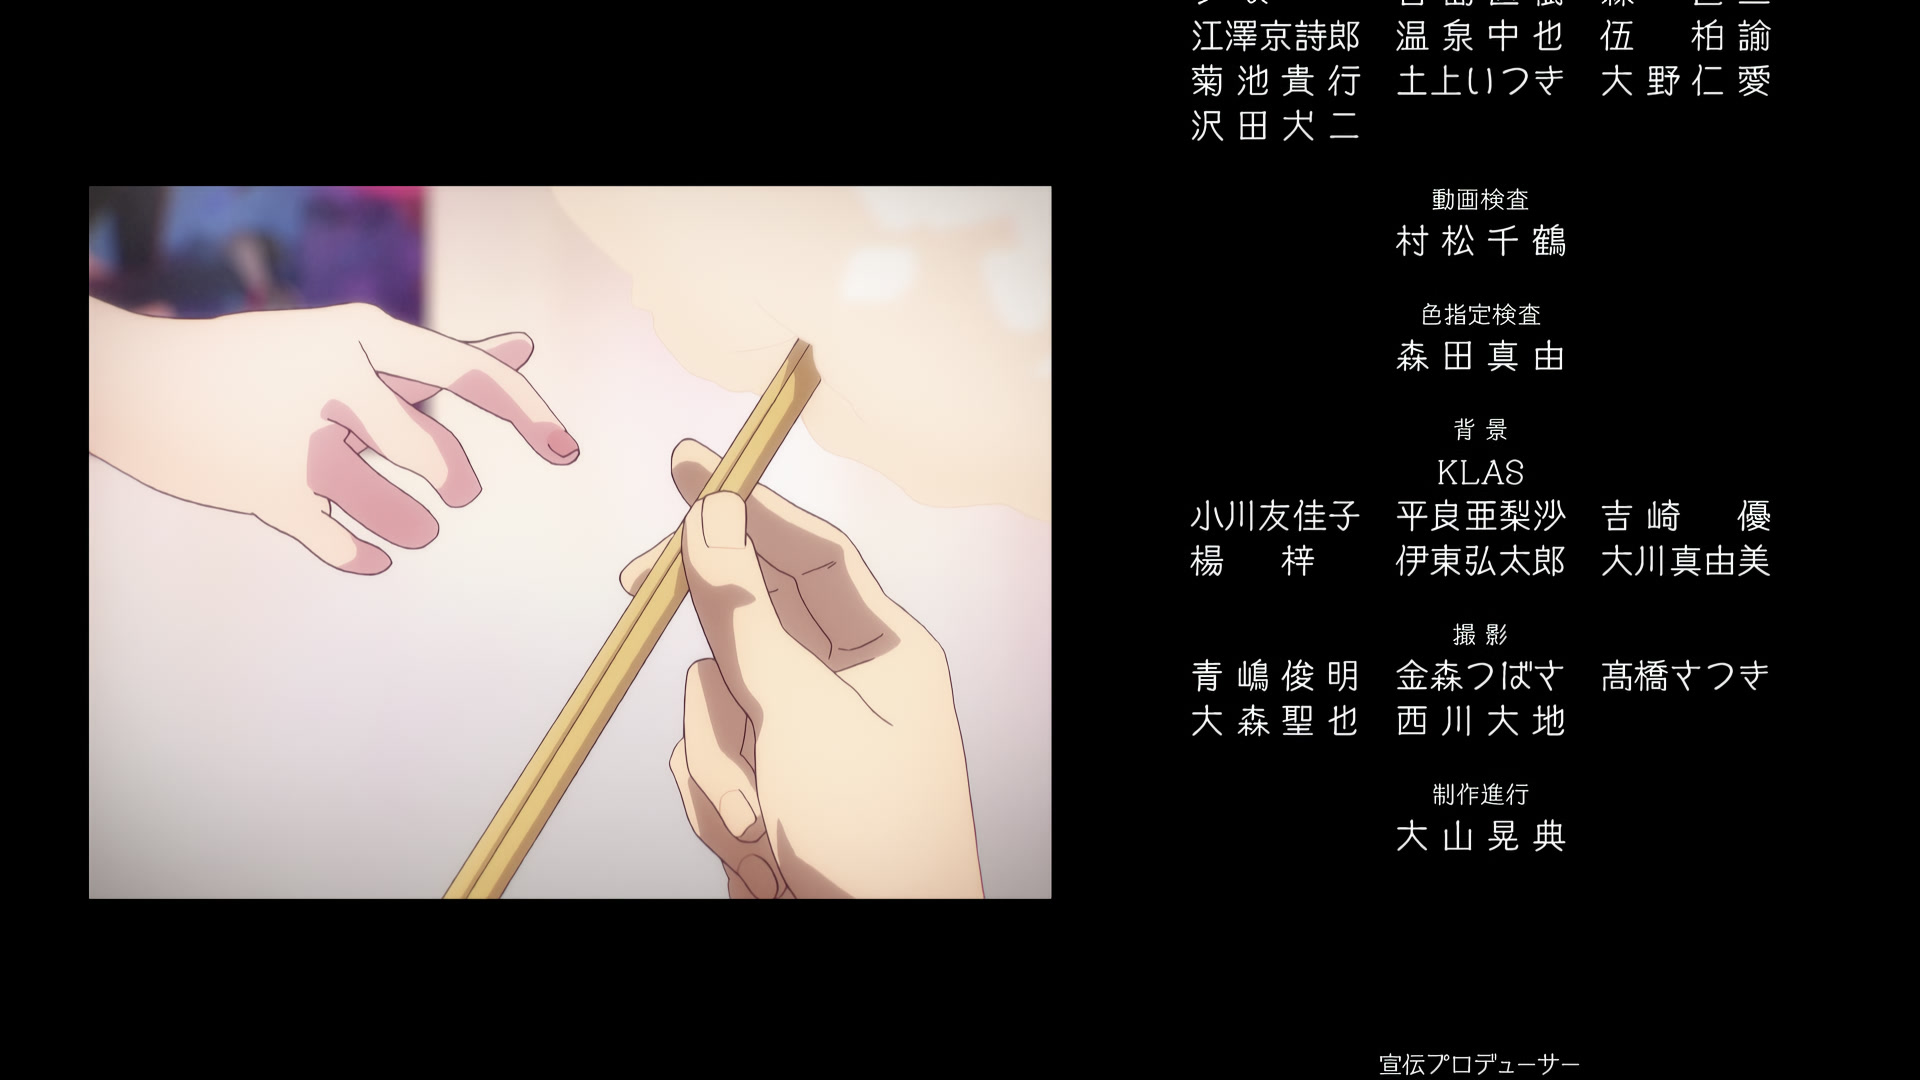 江澤京詩郎 温泉中也 伍柏諭
菊池貴行 土上いつき 大野仁愛
沢田犬二
動画検査
村松千鶴
色指定検査
森田真由
背景
KLAS
小川友佳子 平良亜梨沙 吉崎優
楊梓 伊東弘太郎 大川真由美
撮影
青嶋俊明 金森つばさ 髙橋さつき
大森聖也 西川大地
制作進行
大山晃典
宣伝プロデューサー